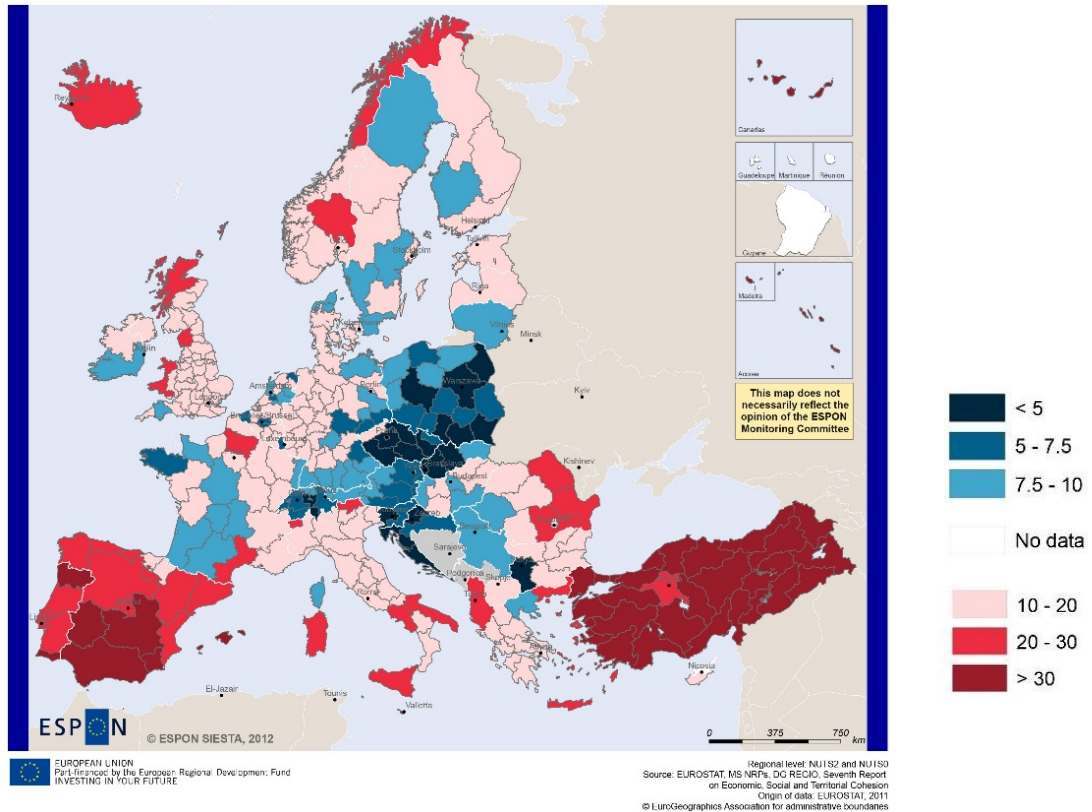 Reykjavik
Canarias
Guadeloupe
Martinique
Réunion
Guyane
Madeira
Acores
This map does not
necessarily reflect the
opinion of the ESPON
Monitoring Committee
Helsinki
Tallinn
Stockholm
Riga
Vilnius
Minsk
Dublin
London
Amsterdam
Berlin
Warszawa
Kyiv
Luxembourg
Kishinev
Budapest
Zagreb
Sarajevo
Podgorica
Skopje
Roma
El-Jazair
Tounis
Valletta
Nicosia
ESPON
© ESPON SIESTA, 2012
0 375 750
km
< 5
5 - 7.5
7.5 - 10
No data
10 - 20
20 - 30
> 30
EUROPEAN UNION
Part-financed by the European Regional Development Fund
INVESTING IN YOUR FUTURE
Regional level: NUTS2 and NUTS0
Source: EUROSTAT, MS NRPs, DG REGIO, Seventh Report
on Economic, Social and Territorial Cohesion
Origin of data: EUROSTAT, 2011
© EuroGeographics Association for administrative boundaries